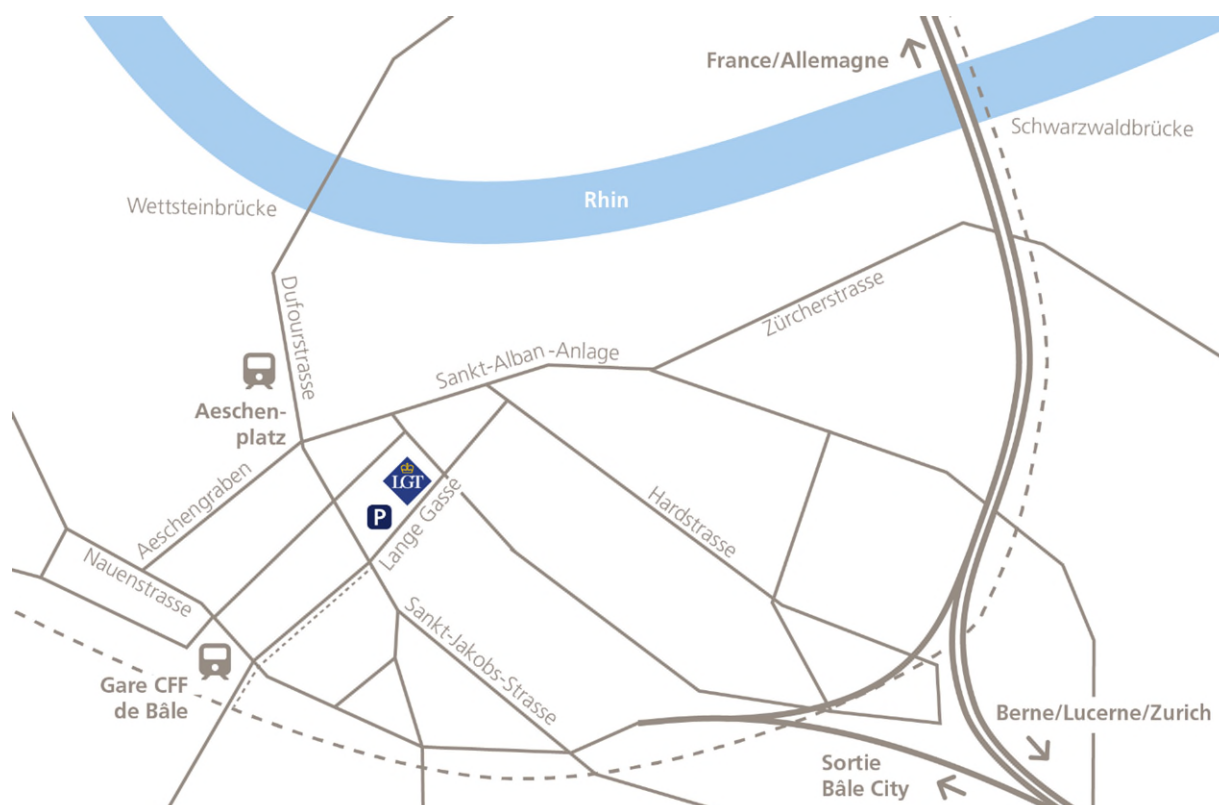 France/Allemagne
Schwarzwaldbrücke
Rhin
Wettsteinbrücke
Dufourstrasse
Zürcherstrasse
Sankt-Alban-Anlage
Aeschen-
platz
Aeschengraben
LGT
P
Lange Gasse
Hardstrasse
Nauenstrasse
Sankt-Jakobs-Strasse
Gare CFF
de Bâle
Berne/Lucerne/Zurich
Sortie
Bâle City